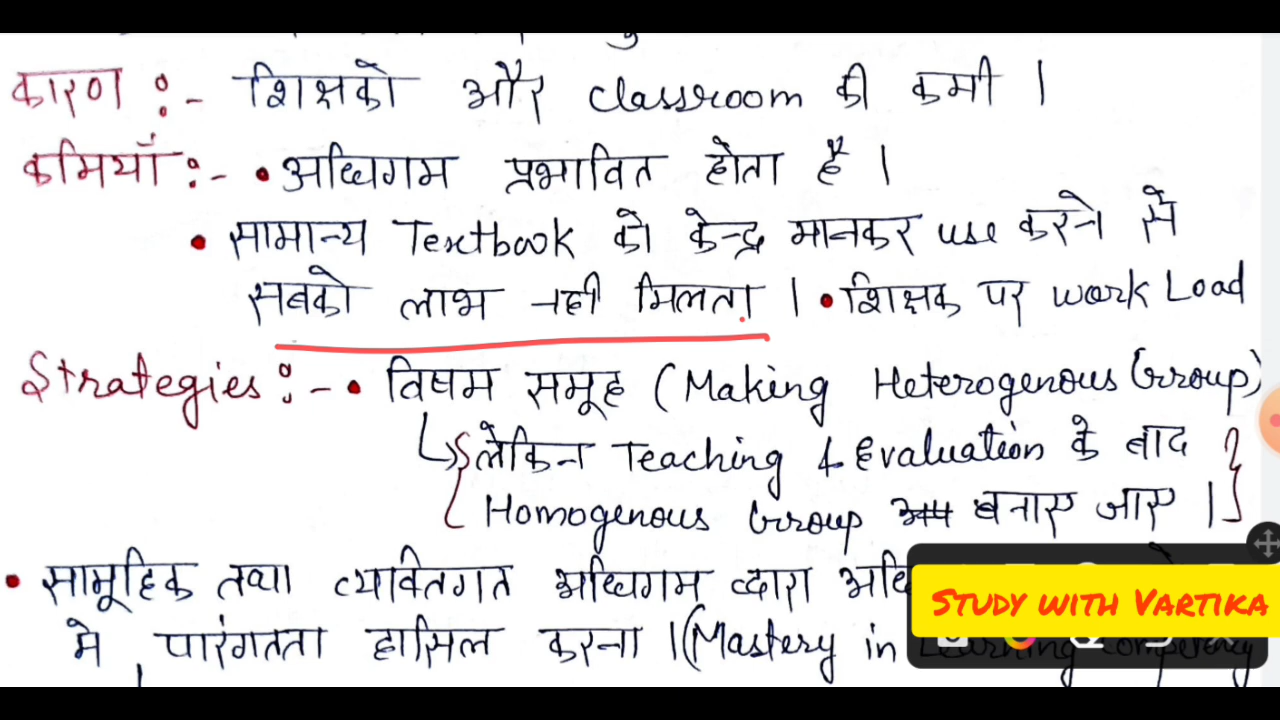 कारण :- शिक्षको और classroom की कमी |
कमियाँ :- • अधिगम प्रभावित होता है |
• सामान्य Textbook को केन्द्र मानकर use करने से
सबको लाभ नही मिलता | • शिक्षक पर work Load
Strategies :- • विषम समूह (Making Heterogenous Group)
↳ { लेकिन Teaching & Evaluation के बाद }
{ Homogenous Group बनाए जाए | }
• सामूहिक तथा व्यक्तिगत अधिगम द्वारा
STUDY WITH VARTIKA
मे पारंगतता हासिल करना | (Mastery in Learning Competency